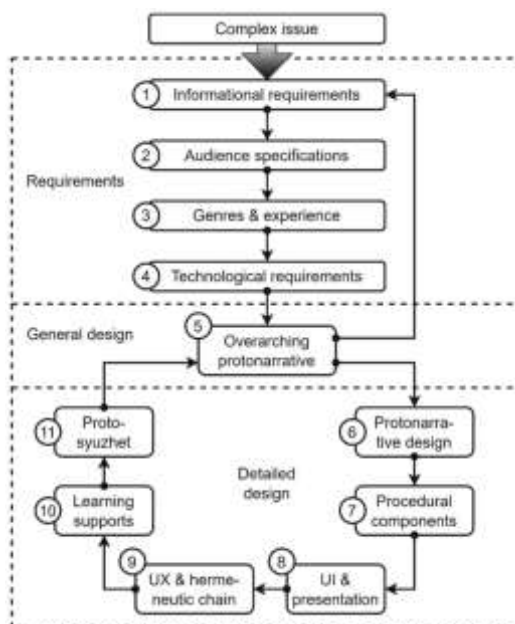 Complex issue
1 Informational requirements
2 Audience specifications
Requirements
3 Genres & experience
4 Technological requirements
5
General design
Overarching
protonarrative
11 Proto-
syuzhet
6 Protonarra-
tive design
Detailed
design
10 Learning
supports
7 Procedural
components
9 UX & herme-
neutic chain
8 UI &
presentation